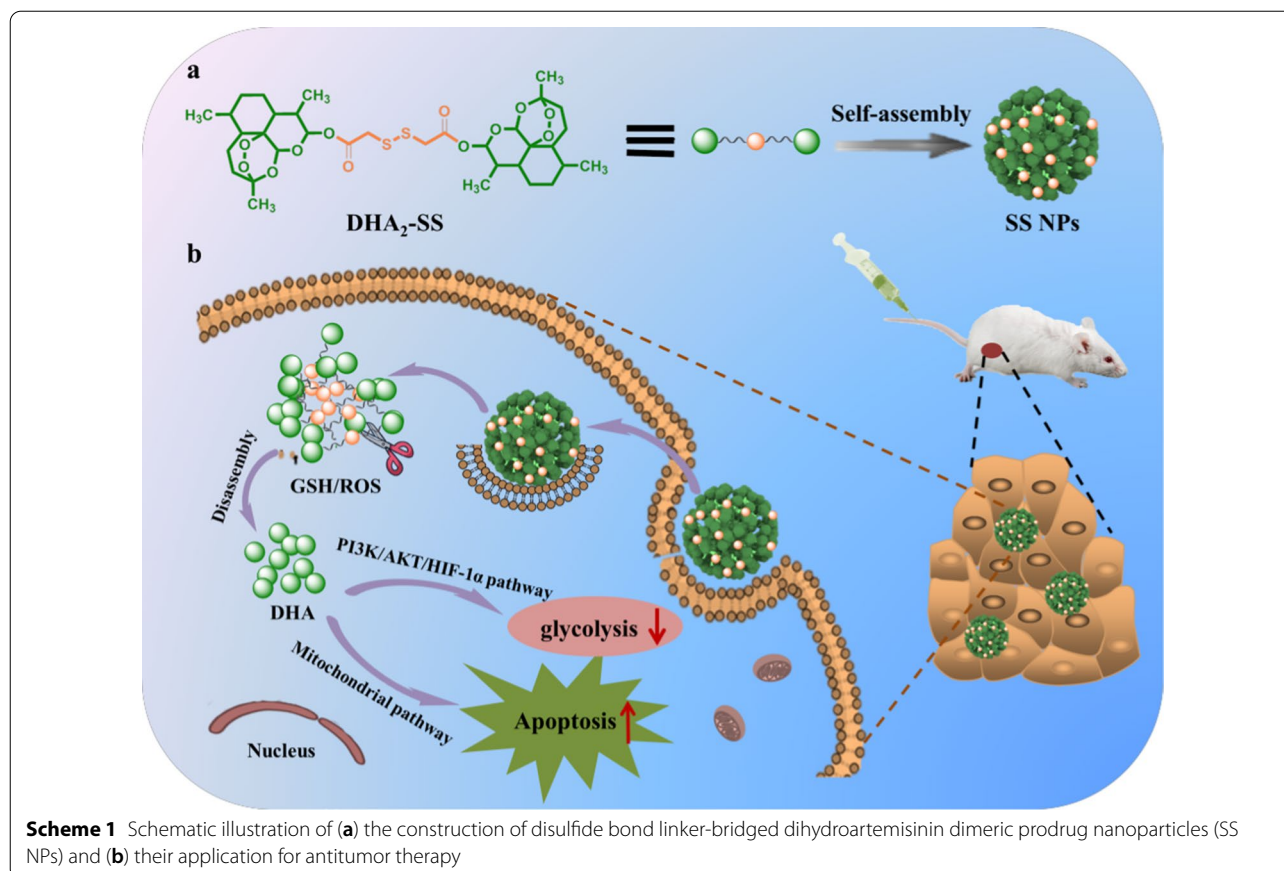 a
CH₃
H₃C
CH₃
O
O
O
O
O
O
O
S
S
O
O
O
O
O
O
O
CH₃
H₃C
CH₃
CH₃
DHA₂-SS
Self-assembly
SS NPs
b
GSH/ROS
Disassembly
DHA
PI3K/AKT/HIF-1α pathway
glycolysis
Mitochondrial pathway
Apoptosis
Nucleus
Scheme 1 Schematic illustration of (a) the construction of disulfide bond linker-bridged dihydroartemisinin dimeric prodrug nanoparticles (SS
NPs) and (b) their application for antitumor therapy